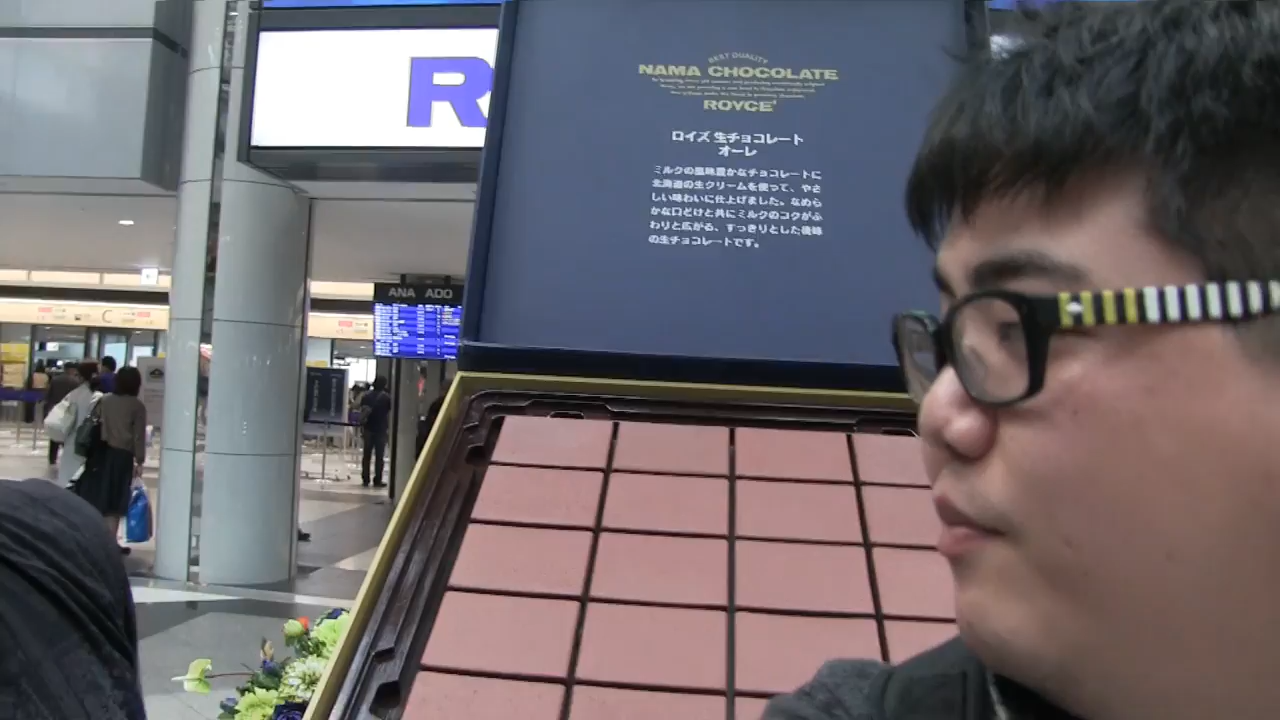 R
BEST QUALITY
NAMA CHOCOLATE
ROYCE'
ロイズ 生チョコレート
オーレ
ミルクの風味豊かなチョコレートに
北海道の生クリームを使って、やさ
しい味わいに仕上げました。なめら
かな口どけと共にミルクのコクがふ
わりと広がる、すっきりとした後味
の生チョコレートです。
ANA ADO
C